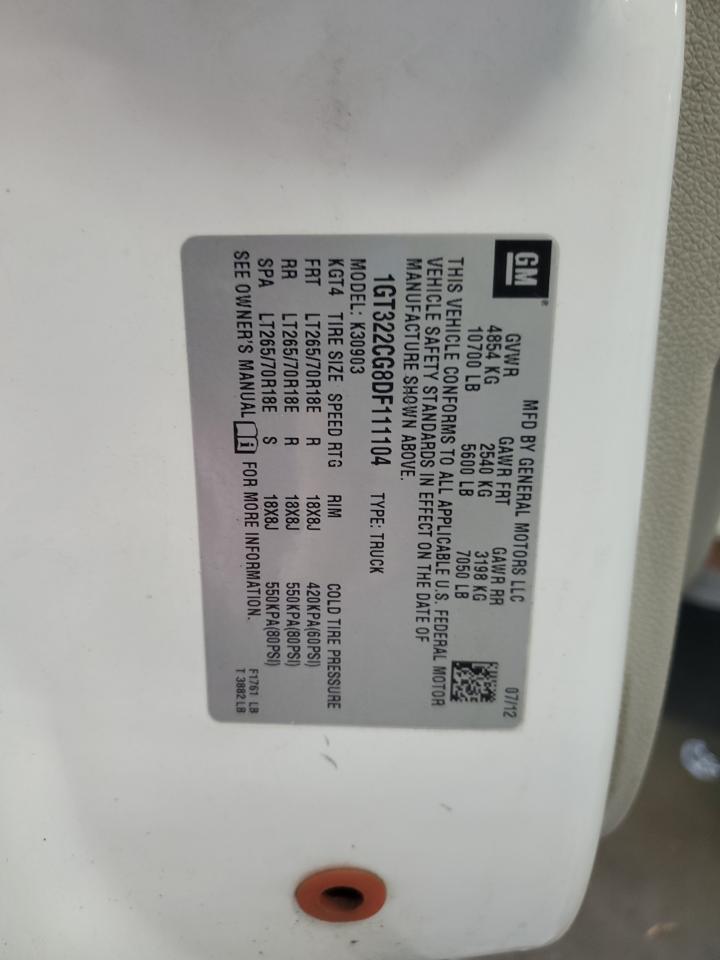 GM®
MFD BY GENERAL MOTORS LLC 07/12
GVWR GAWR FRT GAWR RR
4854 KG 2540 KG 3198 KG
10700 LB 5600 LB 7050 LB
THIS VEHICLE CONFORMS TO ALL APPLICABLE U.S. FEDERAL MOTOR
VEHICLE SAFETY STANDARDS IN EFFECT ON THE DATE OF
MANUFACTURE SHOWN ABOVE.
1GT322CG8DF111104 TYPE: TRUCK
MODEL: K30903
KGT4 TIRE SIZE SPEED RTG RIM COLD TIRE PRESSURE
FRT LT265/70R18E R 18X8J 420KPA(60PSI)
RR LT265/70R18E R 18X8J 550KPA(80PSI)
SPA LT265/70R18E S 18X8J 550KPA(80PSI)
SEE OWNER'S MANUAL i FOR MORE INFORMATION.
F1761 LB
T 3882 LB